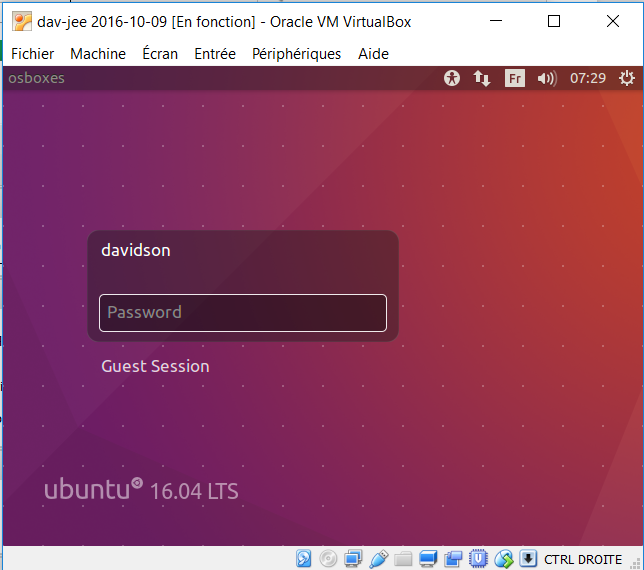 dav-jee 2016-10-09 [En fonction] - Oracle VM VirtualBox
Fichier Machine Écran Entrée Périphériques Aide
osboxes Fr 07:29
davidson
Password
Guest Session
ubuntu 16.04 LTS
CTRL DROITE